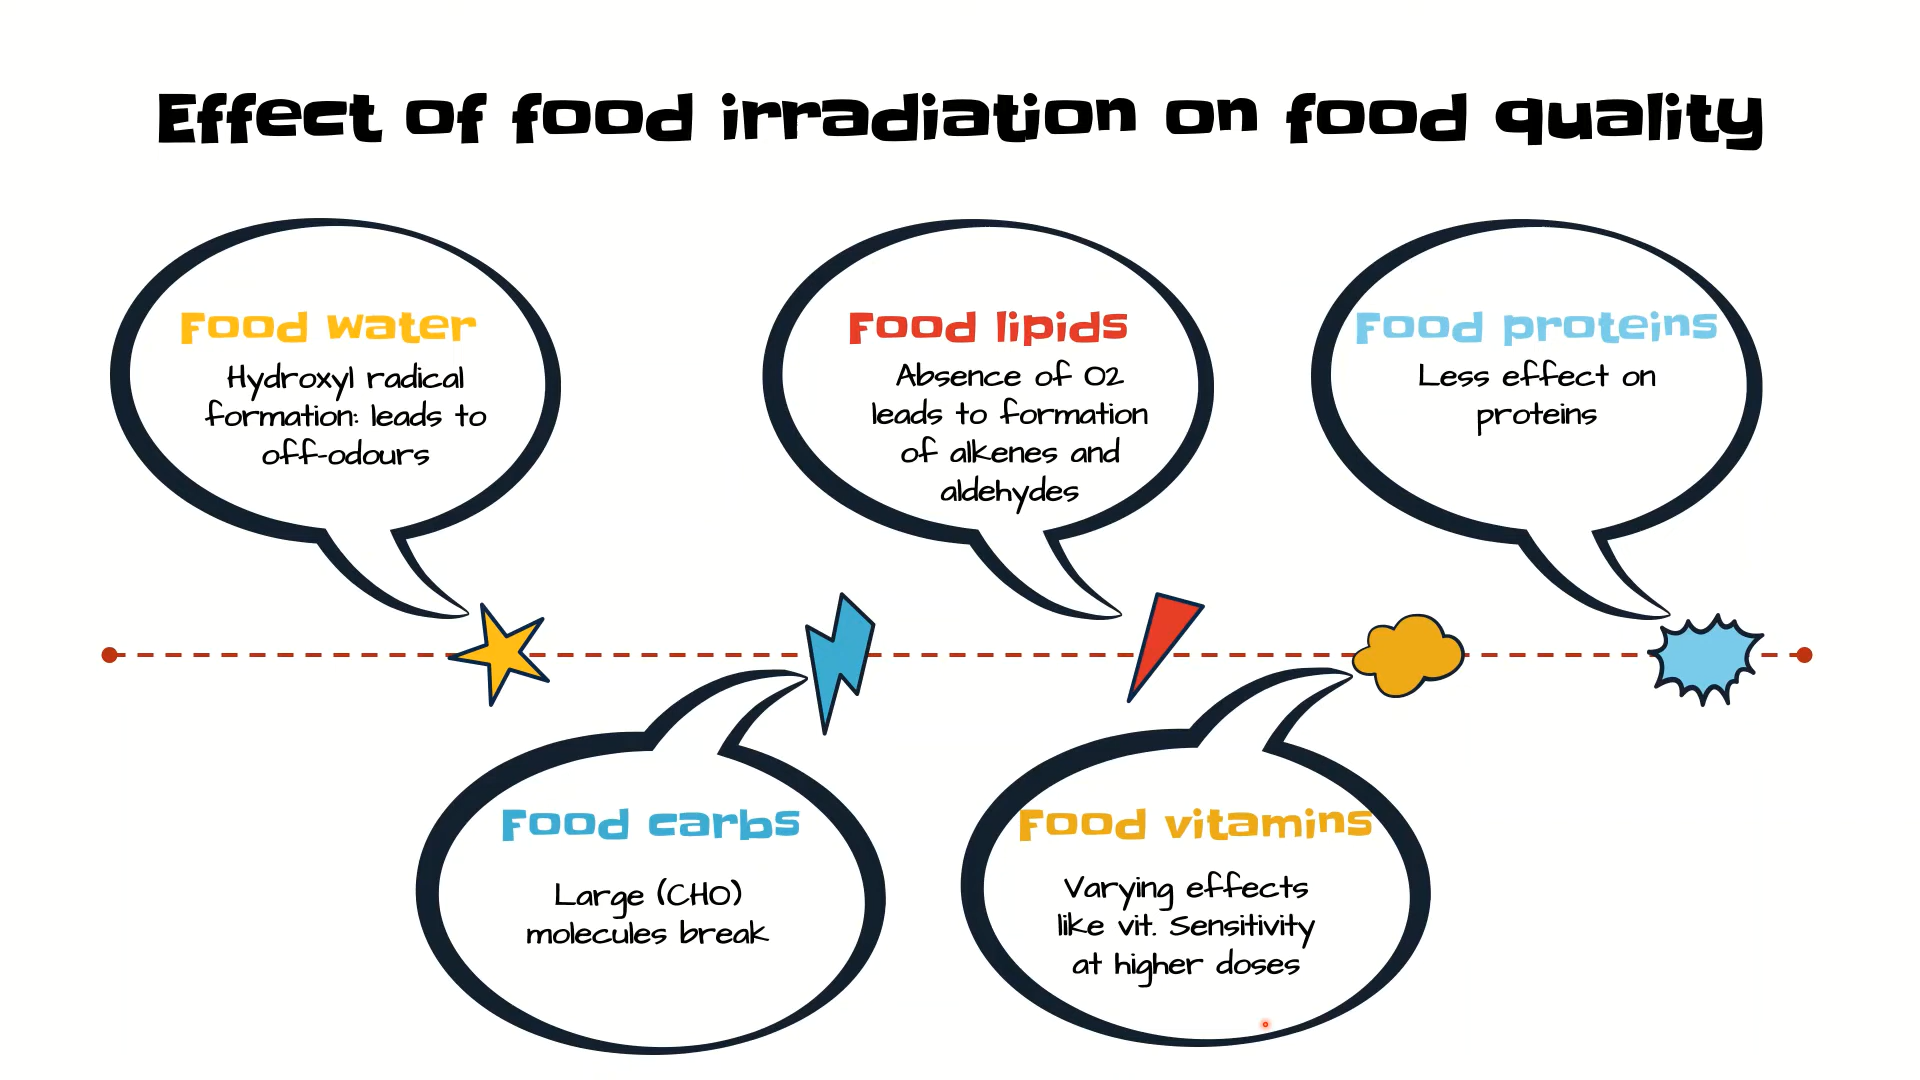 Effect of food irradiation on food quality
Food water
Hydroxyl radical
formation: leads to
off-odours
Food lipids
Absence of O2
leads to formation
of alkenes and
aldehydes
Food proteins
Less effect on
proteins
Food carbs
Large (CHO)
molecules break
Food vitamins
Varying effects
like vit. Sensitivity
at higher doses